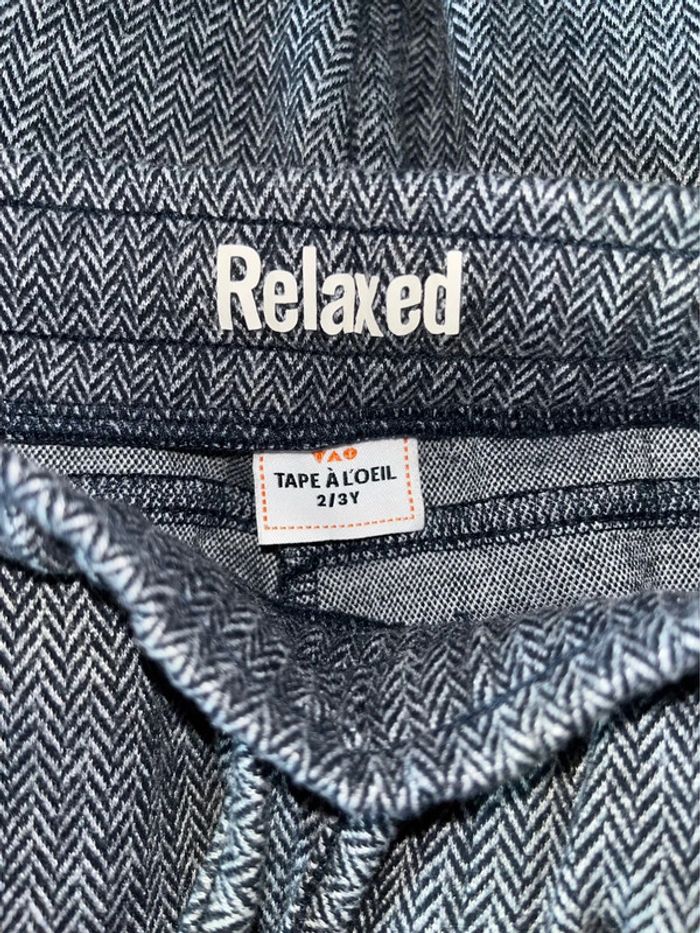 Relaxed
TAO
TAPE À L'OEIL
2/3Y